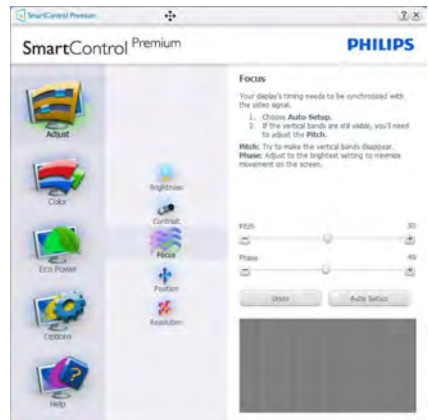 SmartControl Premium
SmartControl Premium
PHILIPS
Adjust
Color
Eco Power
Options
Help
Brightness
Contrast
Focus
Position
Resolution
Focus
Your display's timing needs to be synchronized with
the video signal.
1. Choose Auto Setup.
2. If the vertical bands are still visible, you'll need
to adjust the Pitch.
Pitch: Try to make the vertical bands disappear.
Phase: Adjust to the brightest setting to minimize
movement on the screen.
Pitch 50
Phase
Undo
Auto Setup